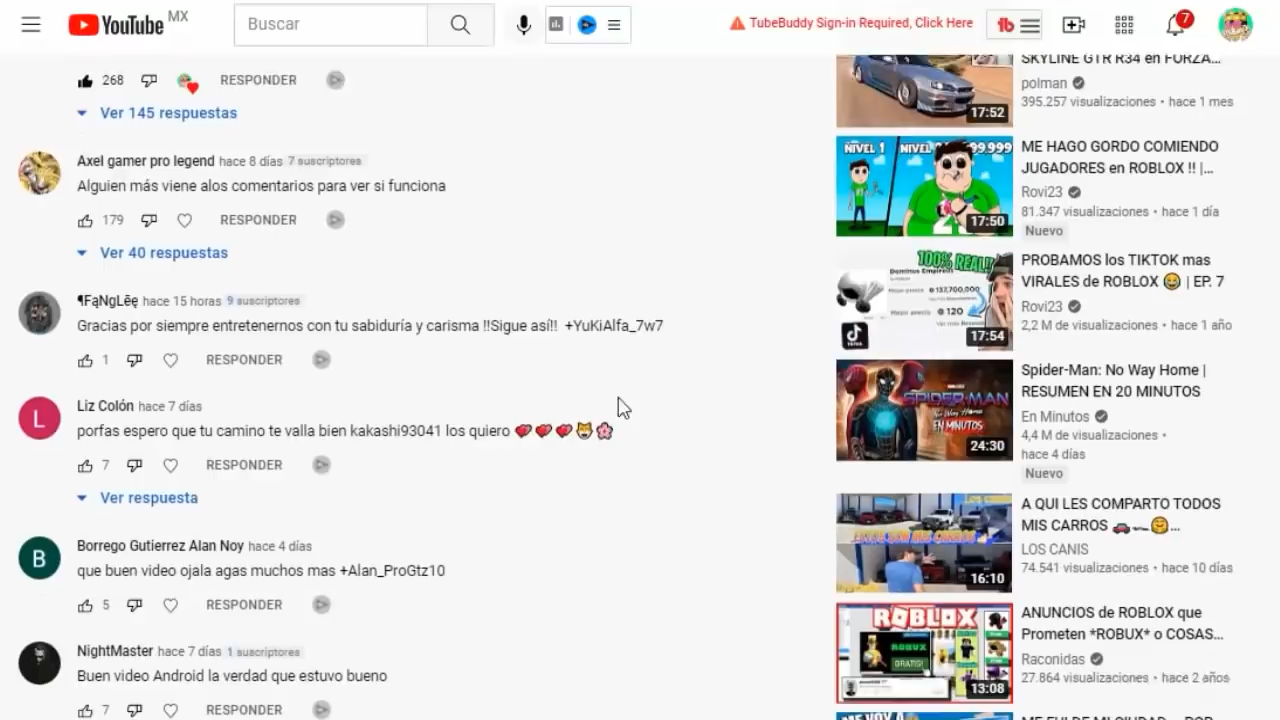 YouTube MX
Buscar
TubeBuddy Sign-in Required, Click Here
tb
7
268 RESPONDER
Ver 145 respuestas
Axel gamer pro legend hace 8 días 7 suscriptores
Alguien más viene alos comentarios para ver si funciona
179 RESPONDER
Ver 40 respuestas
¶FąNgLēę hace 15 horas 9 suscriptores
Gracias por siempre entretenernos con tu sabiduría y carisma !!Sigue así!! +YuKiAlfa_7w7
1 RESPONDER
L
Liz Colón hace 7 días
porfas espero que tu cambie te valla bien kakashi93041 los quiero 💕💕💕😺🌸
7 RESPONDER
Ver respuesta
B
Borrego Gutierrez Alan Noy hace 4 días
que buen video ojala agas muchos mas +Alan_ProGtz10
5 RESPONDER
NightMaster hace 7 días 1 suscriptores
Buen video Android la verdad que estuvo bueno
7 RESPONDER
SKYLINE GTR R34 en FORZA...
polman
395.257 visualizaciones • hace 1 mes
17:52
NIVEL 1
ME HAGO GORDO COMIENDO
JUGADORES en ROBLOX !! |...
Rovi23
81.347 visualizaciones • hace 1 día
Nuevo
17:50
100% REAL!!
137,700,000
120
TIKTOK
PROBAMOS los TIKTOK mas
VIRALES de ROBLOX 😂 | EP. 7
Rovi23
2,2 M de visualizaciones • hace 1 año
17:54
SPIDER-MAN
No Way Home
EN MINUTOS
Spider-Man: No Way Home |
RESUMEN EN 20 MINUTOS
En Minutos
4,4 M de visualizaciones •
hace 4 días
Nuevo
24:30
A QUI LES COMPARTO TODOS
MIS CARROS 🚗🛻🤗...
LOS CANIS
74.541 visualizaciones • hace 10 días
16:10
ROBLOX
ROBUX
GRATIS!
ANUNCIOS de ROBLOX que
Prometen *ROBUX* o COSAS...
Raconidas
27.864 visualizaciones • hace 2 años
13:08